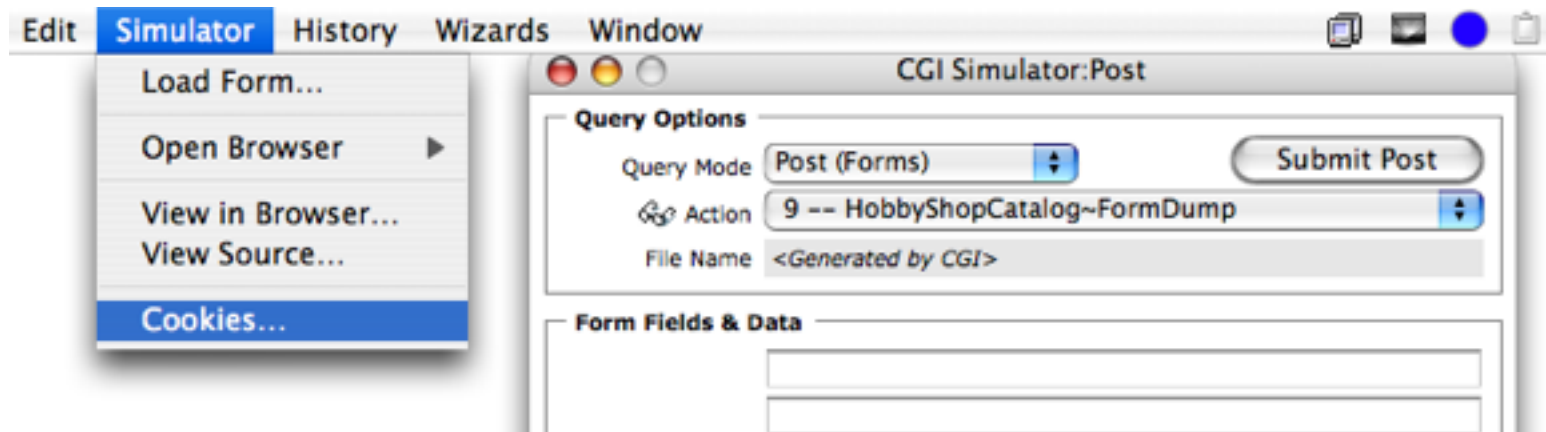 Edit Simulator History Wizards Window
Load Form...
Open Browser
View in Browser...
View Source...
Cookies...
CGI Simulator:Post
Query Options
Query Mode Post (Forms) Submit Post
Action 9 -- HobbyShopCatalog~FormDump
File Name <Generated by CGI>
Form Fields & Data